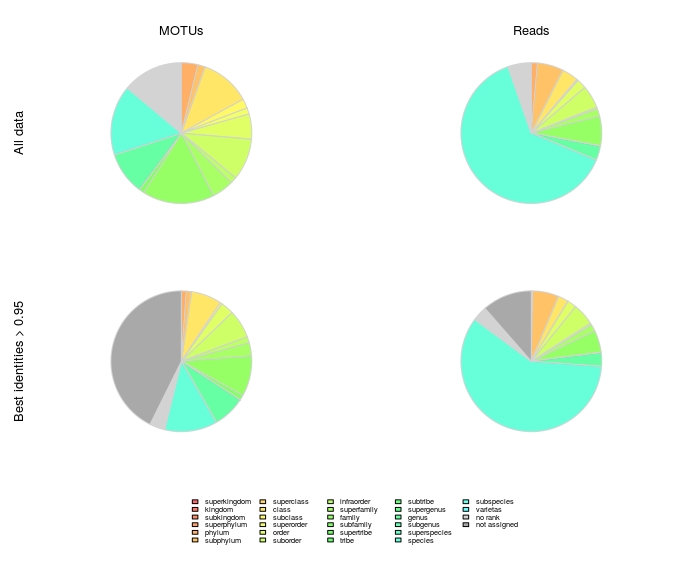 MOTUs
Reads
All data
Best identities > 0.95
superkingdom superclass infraorder subtribe subspecies
kingdom class superfamily supergenus varietas
subkingdom subclass family genus no rank
superphylum superorder subfamily subgenus not assigned
phylum order supertribe superspecies
subphylum suborder tribe species